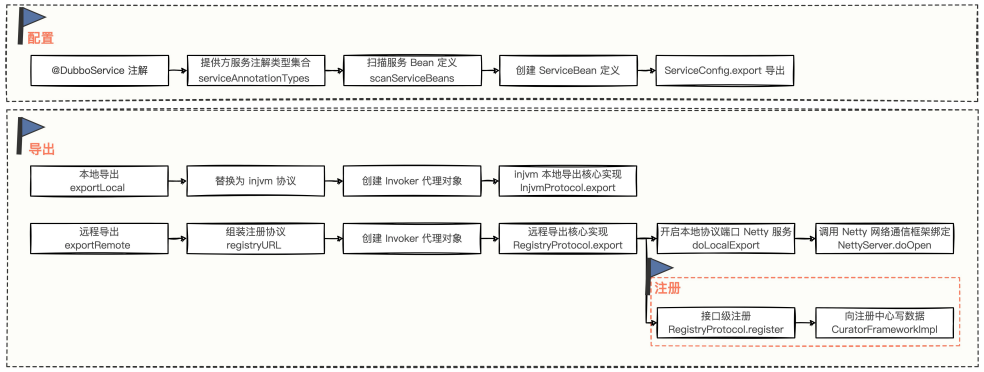 配置
@DubboService 注解
提供方服务注解类型集合
serviceAnnotationTypes
扫描服务 Bean 定义
scanServiceBeans
创建 ServiceBean 定义
ServiceConfig.export 导出
导出
本地导出
exportLocal
替换为 injvm 协议
创建 Invoker 代理对象
injvm 本地导出核心实现
InjvmProtocol.export
远程导出
exportRemote
组装注册协议
registryURL
创建 Invoker 代理对象
远程导出核心实现
RegistryProtocol.export
开启本地协议端口 Netty 服务
doLocalExport
调用 Netty 网络通信框架绑定
NettyServer.doOpen
注册
接口级注册
RegistryProtocol.register
向注册中心写数据
CuratorFrameworkImpl